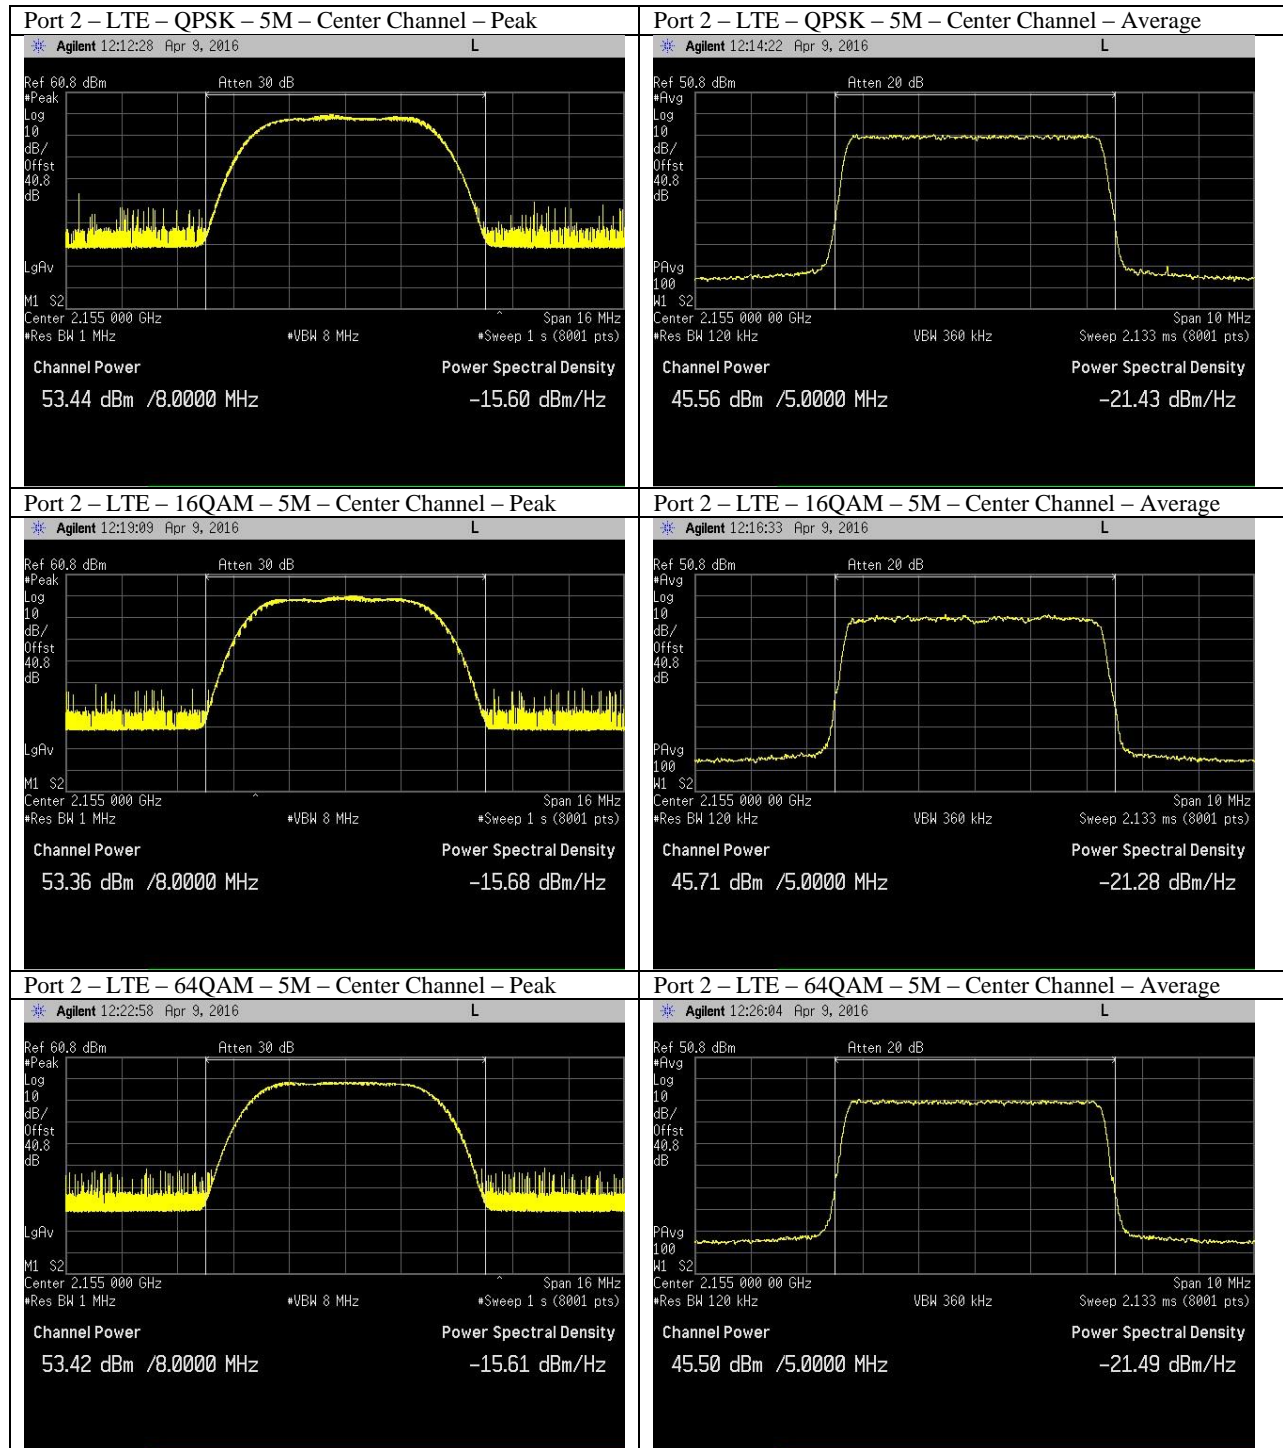 Port 2 – LTE – QPSK – 5M – Center Channel – Peak
Agilent 12:12:28 Apr 9, 2016 L
Ref 60.8 dBm Atten 30 dB
#Peak
Log
10
dB/
Offst
40.8
dB
LgAv
M1 S2
Center 2.155 000 GHz ^ Span 16 MHz
#Res BW 1 MHz #VBW 8 MHz #Sweep 1 s (8001 pts)
Channel Power Power Spectral Density
53.44 dBm /8.0000 MHz -15.60 dBm/Hz
Port 2 – LTE – QPSK – 5M – Center Channel – Average
Agilent 12:14:22 Apr 9, 2016 L
Ref 50.8 dBm Atten 20 dB
#Avg
Log
10
dB/
Offst
40.8
dB
PAvg
100
W1 S2
Center 2.155 000 00 GHz Span 10 MHz
#Res BW 120 kHz VBW 360 kHz Sweep 2.133 ms (8001 pts)
Channel Power Power Spectral Density
45.56 dBm /5.0000 MHz -21.43 dBm/Hz
Port 2 – LTE – 16QAM – 5M – Center Channel – Peak
Agilent 12:19:09 Apr 9, 2016 L
Ref 60.8 dBm Atten 30 dB
#Peak
Log
10
dB/
Offst
40.8
dB
LgAv
M1 S2
Center 2.155 000 GHz ^ Span 16 MHz
#Res BW 1 MHz #VBW 8 MHz #Sweep 1 s (8001 pts)
Channel Power Power Spectral Density
53.36 dBm /8.0000 MHz -15.68 dBm/Hz
Port 2 – LTE – 16QAM – 5M – Center Channel – Average
Agilent 12:16:33 Apr 9, 2016 L
Ref 50.8 dBm Atten 20 dB
#Avg
Log
10
dB/
Offst
40.8
dB
PAvg
100
W1 S2
Center 2.155 000 00 GHz Span 10 MHz
#Res BW 120 kHz VBW 360 kHz Sweep 2.133 ms (8001 pts)
Channel Power Power Spectral Density
45.71 dBm /5.0000 MHz -21.28 dBm/Hz
Port 2 – LTE – 64QAM – 5M – Center Channel – Peak
Agilent 12:22:58 Apr 9, 2016 L
Ref 60.8 dBm Atten 30 dB
#Peak
Log
10
dB/
Offst
40.8
dB
LgAv
M1 S2
Center 2.155 000 GHz ^ Span 16 MHz
#Res BW 1 MHz #VBW 8 MHz #Sweep 1 s (8001 pts)
Channel Power Power Spectral Density
53.42 dBm /8.0000 MHz -15.61 dBm/Hz
Port 2 – LTE – 64QAM – 5M – Center Channel – Average
Agilent 12:26:04 Apr 9, 2016 L
Ref 50.8 dBm Atten 20 dB
#Avg
Log
10
dB/
Offst
40.8
dB
PAvg
100
W1 S2
Center 2.155 000 00 GHz Span 10 MHz
#Res BW 120 kHz VBW 360 kHz Sweep 2.133 ms (8001 pts)
Channel Power Power Spectral Density
45.50 dBm /5.0000 MHz -21.49 dBm/Hz